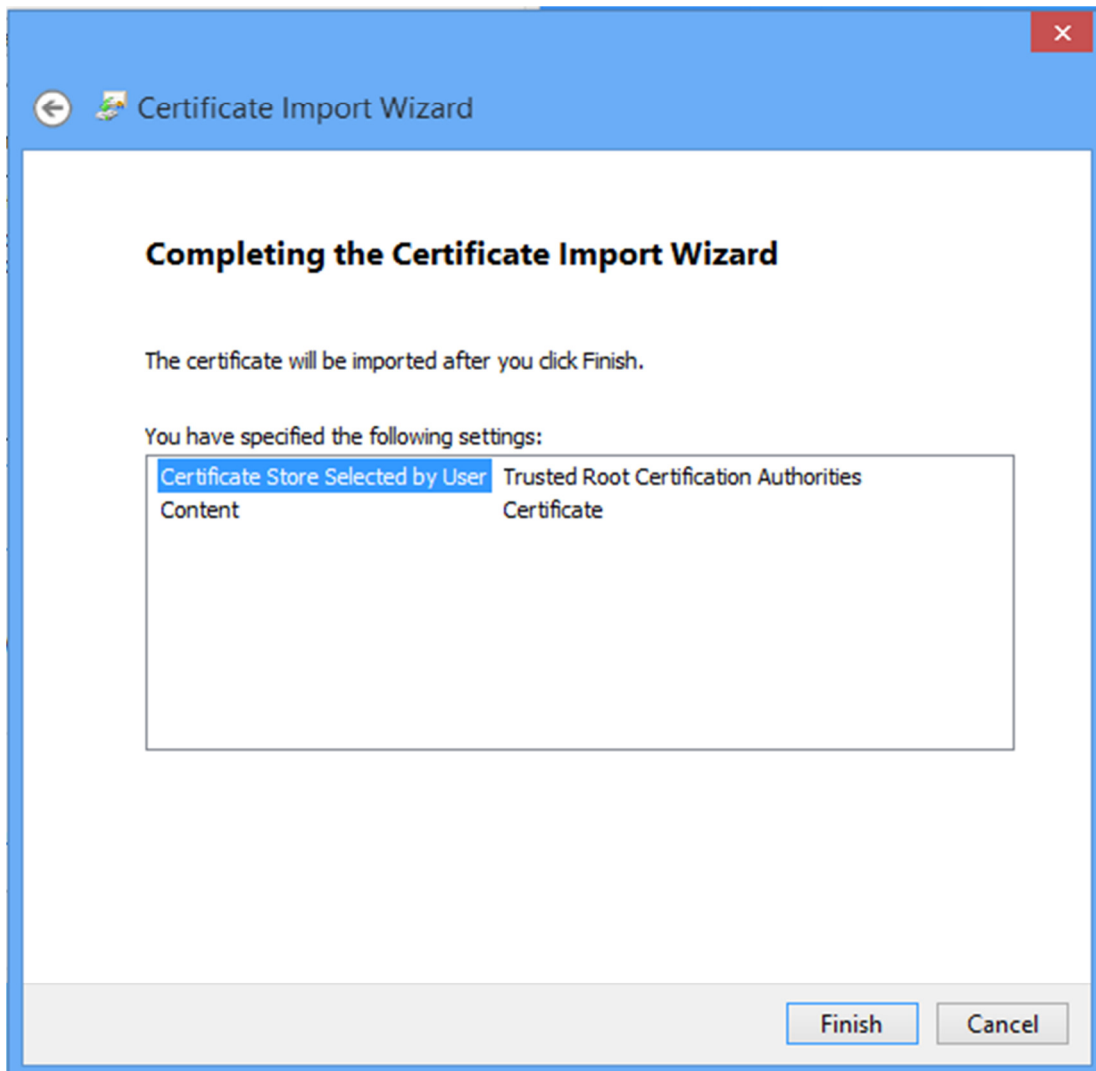 Certificate Import Wizard
Completing the Certificate Import Wizard
The certificate will be imported after you click Finish.
You have specified the following settings:
Certificate Store Selected by User Trusted Root Certification Authorities
Content Certificate
Finish Cancel